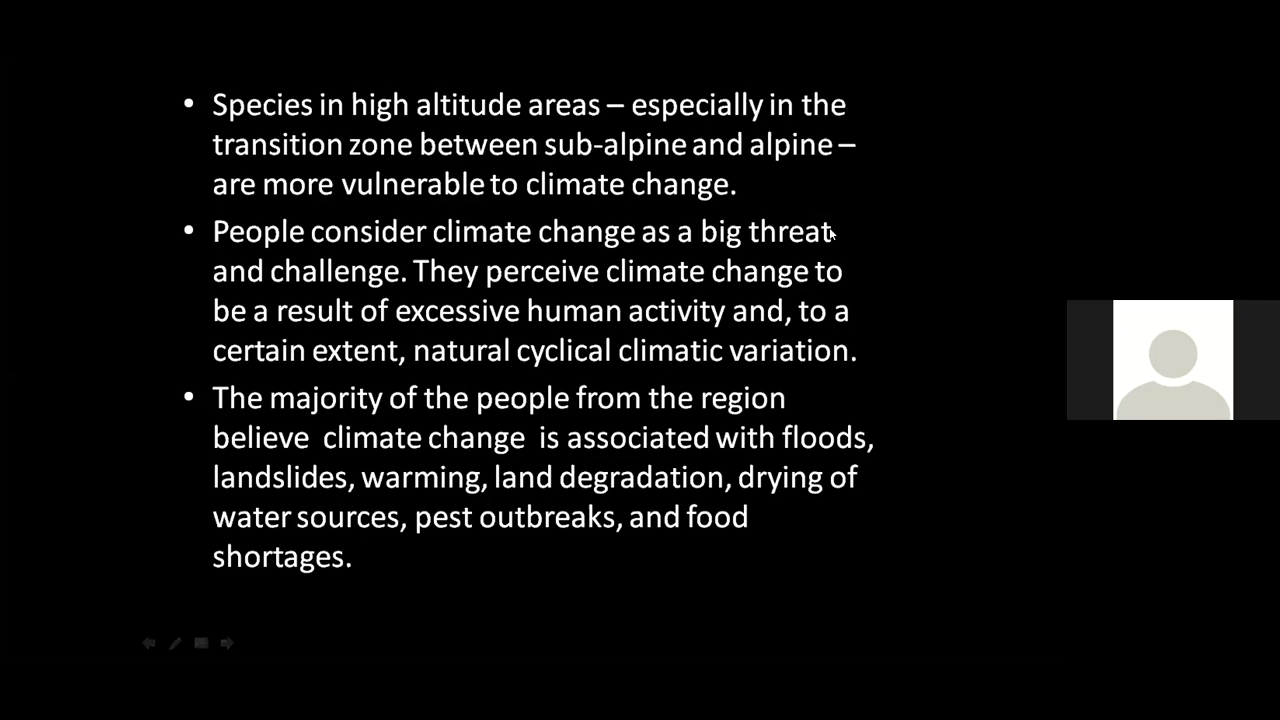 • Species in high altitude areas – especially in the
transition zone between sub-alpine and alpine –
are more vulnerable to climate change.
• People consider climate change as a big threat
and challenge. They perceive climate change to
be a result of excessive human activity and, to a
certain extent, natural cyclical climatic variation.
• The majority of the people from the region
believe  climate change  is associated with floods,
landslides, warming, land degradation, drying of
water sources, pest outbreaks, and food
shortages.